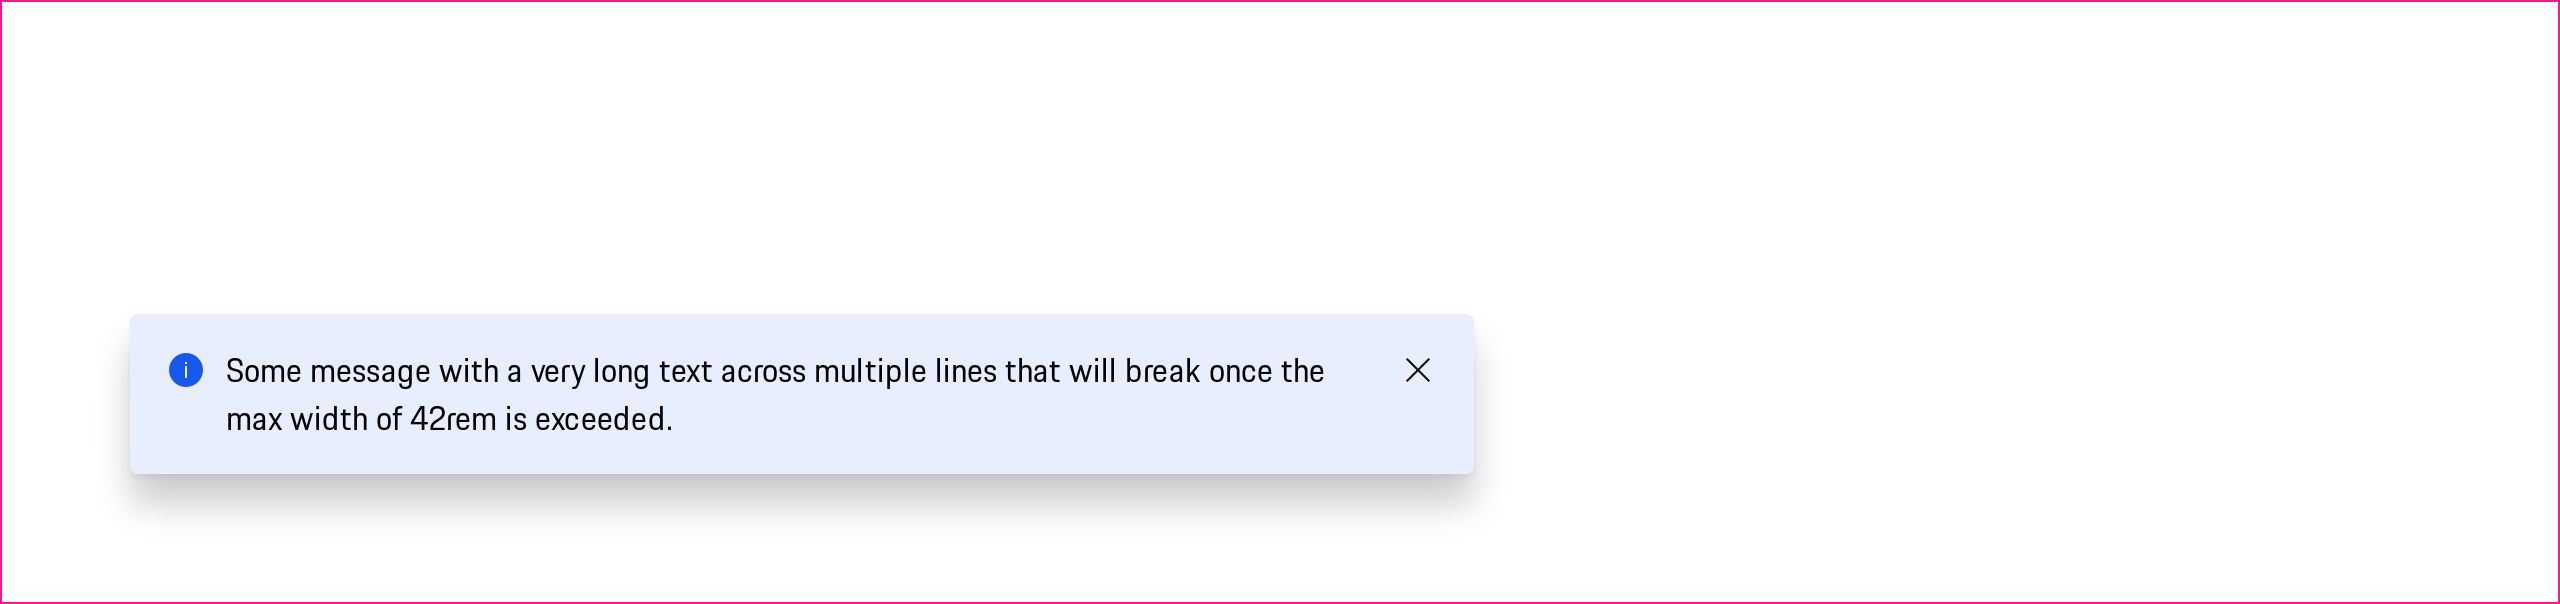 Some message with a very long text across multiple lines that will break once the
max width of 42rem is exceeded.